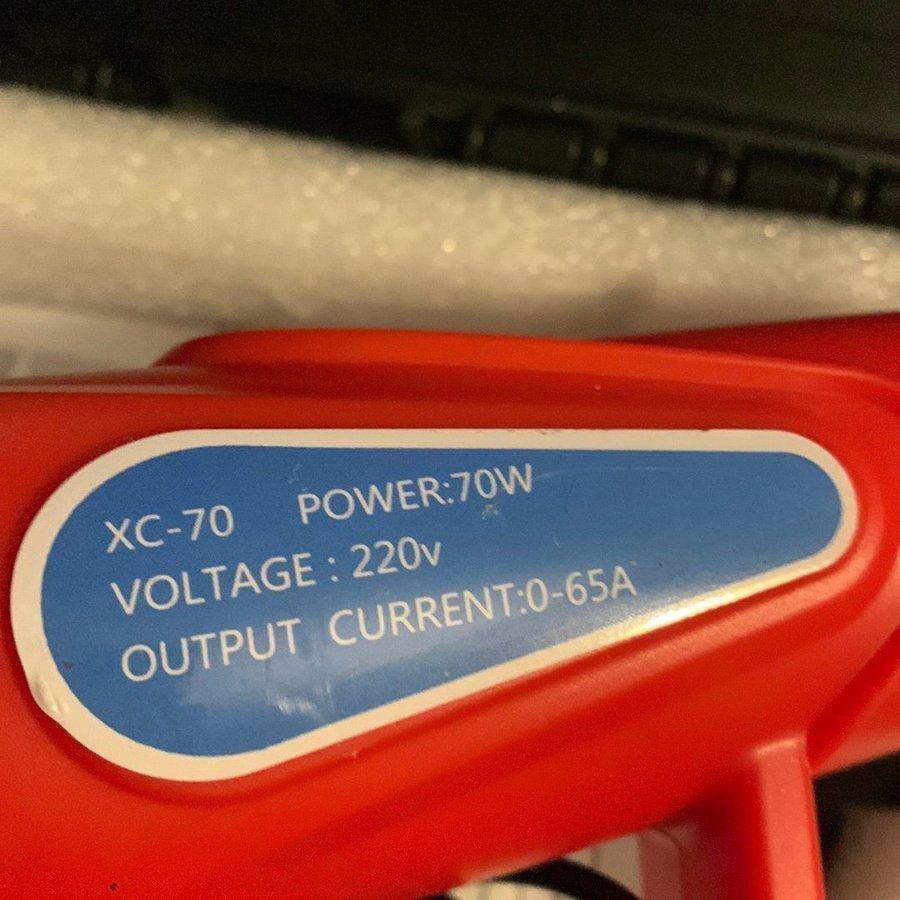 XC-70 POWER:70W
VOLTAGE : 220v
OUTPUT CURRENT:0-65A